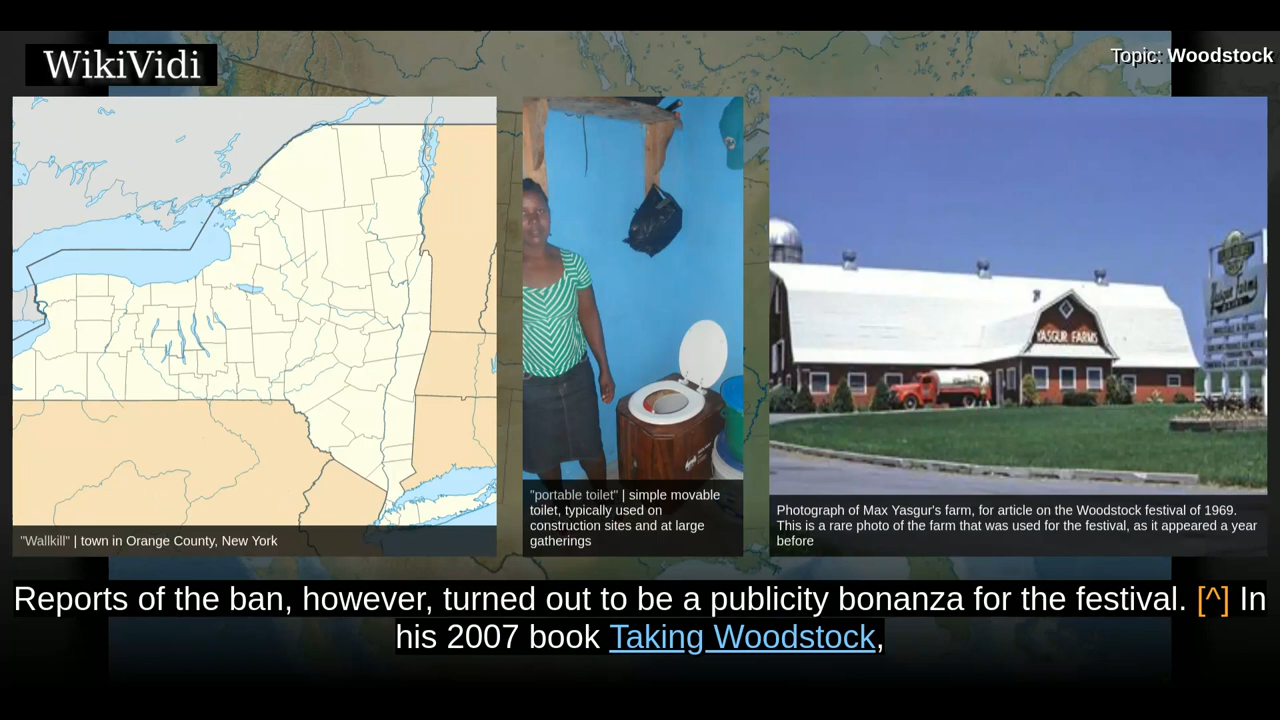 WikiVidi
Topic: Woodstock
YASGUR FARMS
"Wallkill" | town in Orange County, New York
"portable toilet" | simple movable
toilet, typically used on
construction sites and at large
gatherings
Photograph of Max Yasgur's farm, for article on the Woodstock festival of 1969.
This is a rare photo of the farm that was used for the festival, as it appeared a year
before
Reports of the ban, however, turned out to be a publicity bonanza for the festival. [^] In
his 2007 book Taking Woodstock,